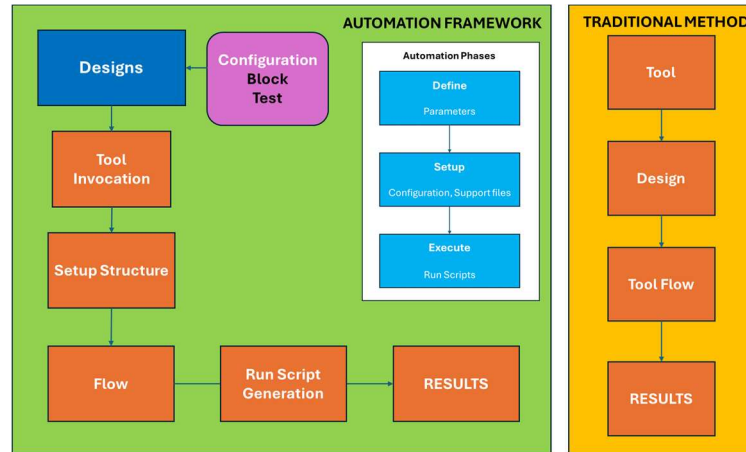 AUTOMATION FRAMEWORK
Designs
Configuration
Block
Test
Tool
Invocation
Setup Structure
Flow
Run Script
Generation
RESULTS
Automation Phases
Define
Parameters
Setup
Configuration, Support files
Execute
Run Scripts
TRADITIONAL METHOD
Tool
Design
Tool Flow
RESULTS